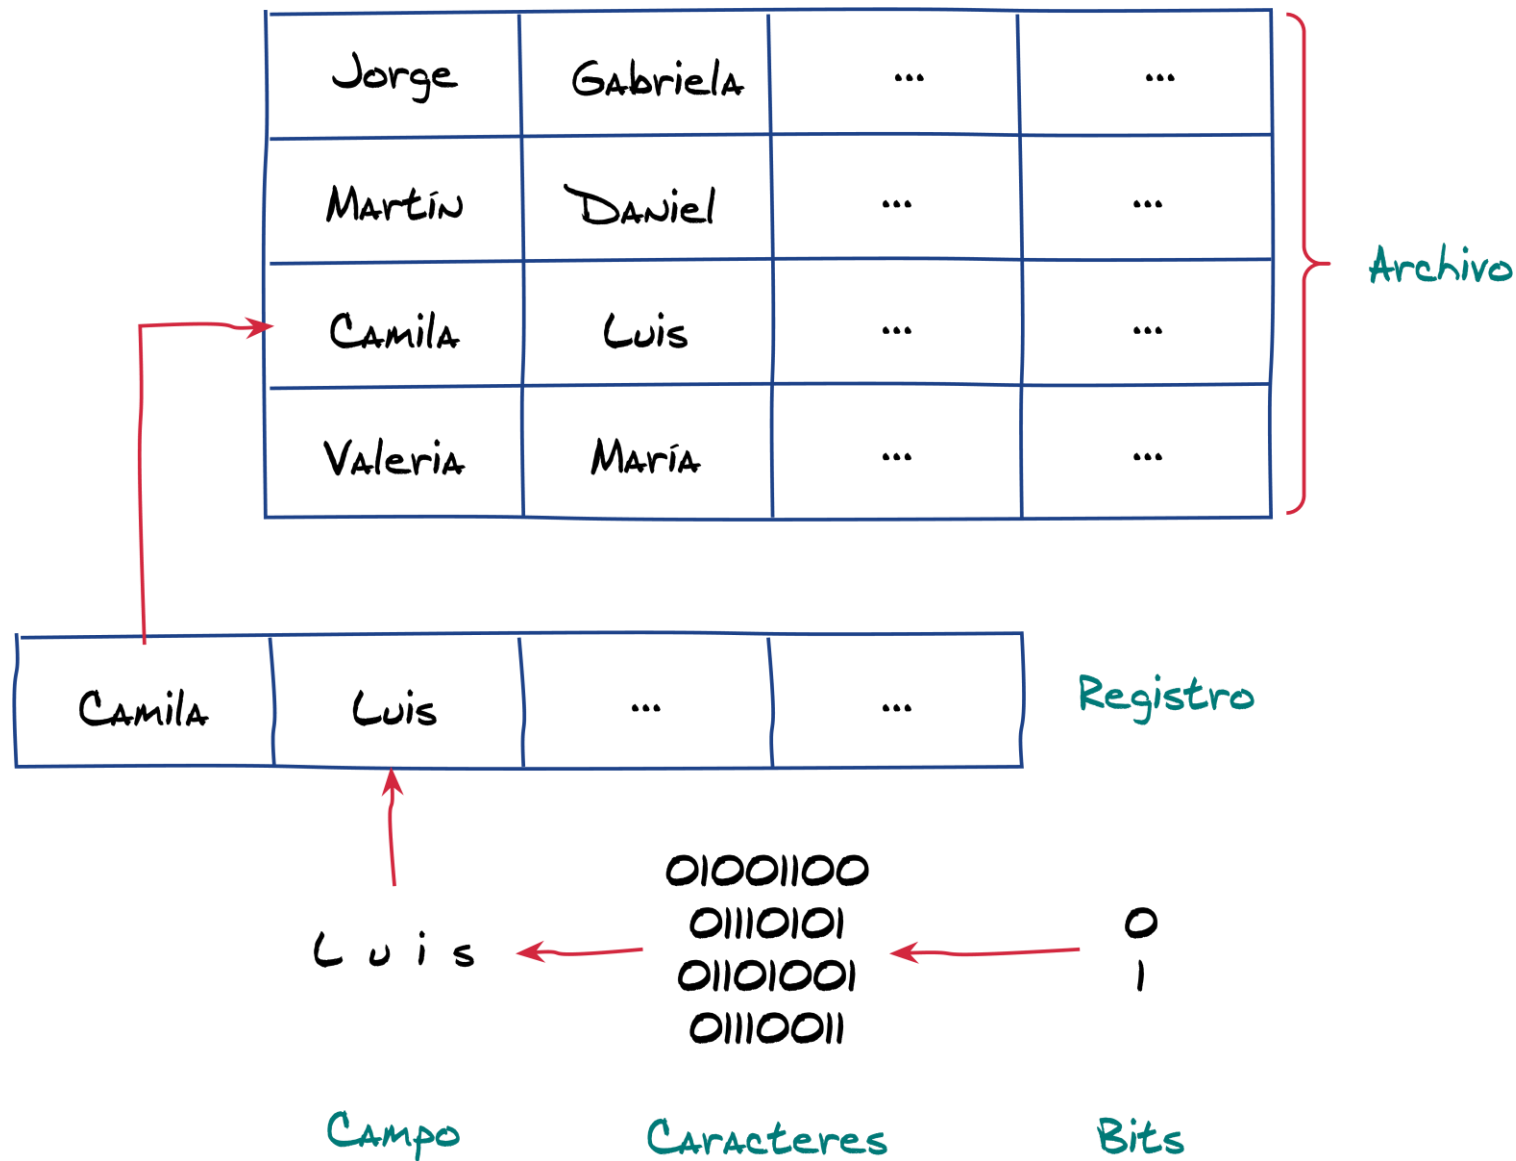 Jorge Gabriela ... ...
Martín Daniel ... ...
Camila Luis ... ...
Valeria María ... ...
Archivo
Camila Luis ... ...
Registro
L u i s
01001100
01110101
01101001
01110011
0
1
Campo Caracteres Bits